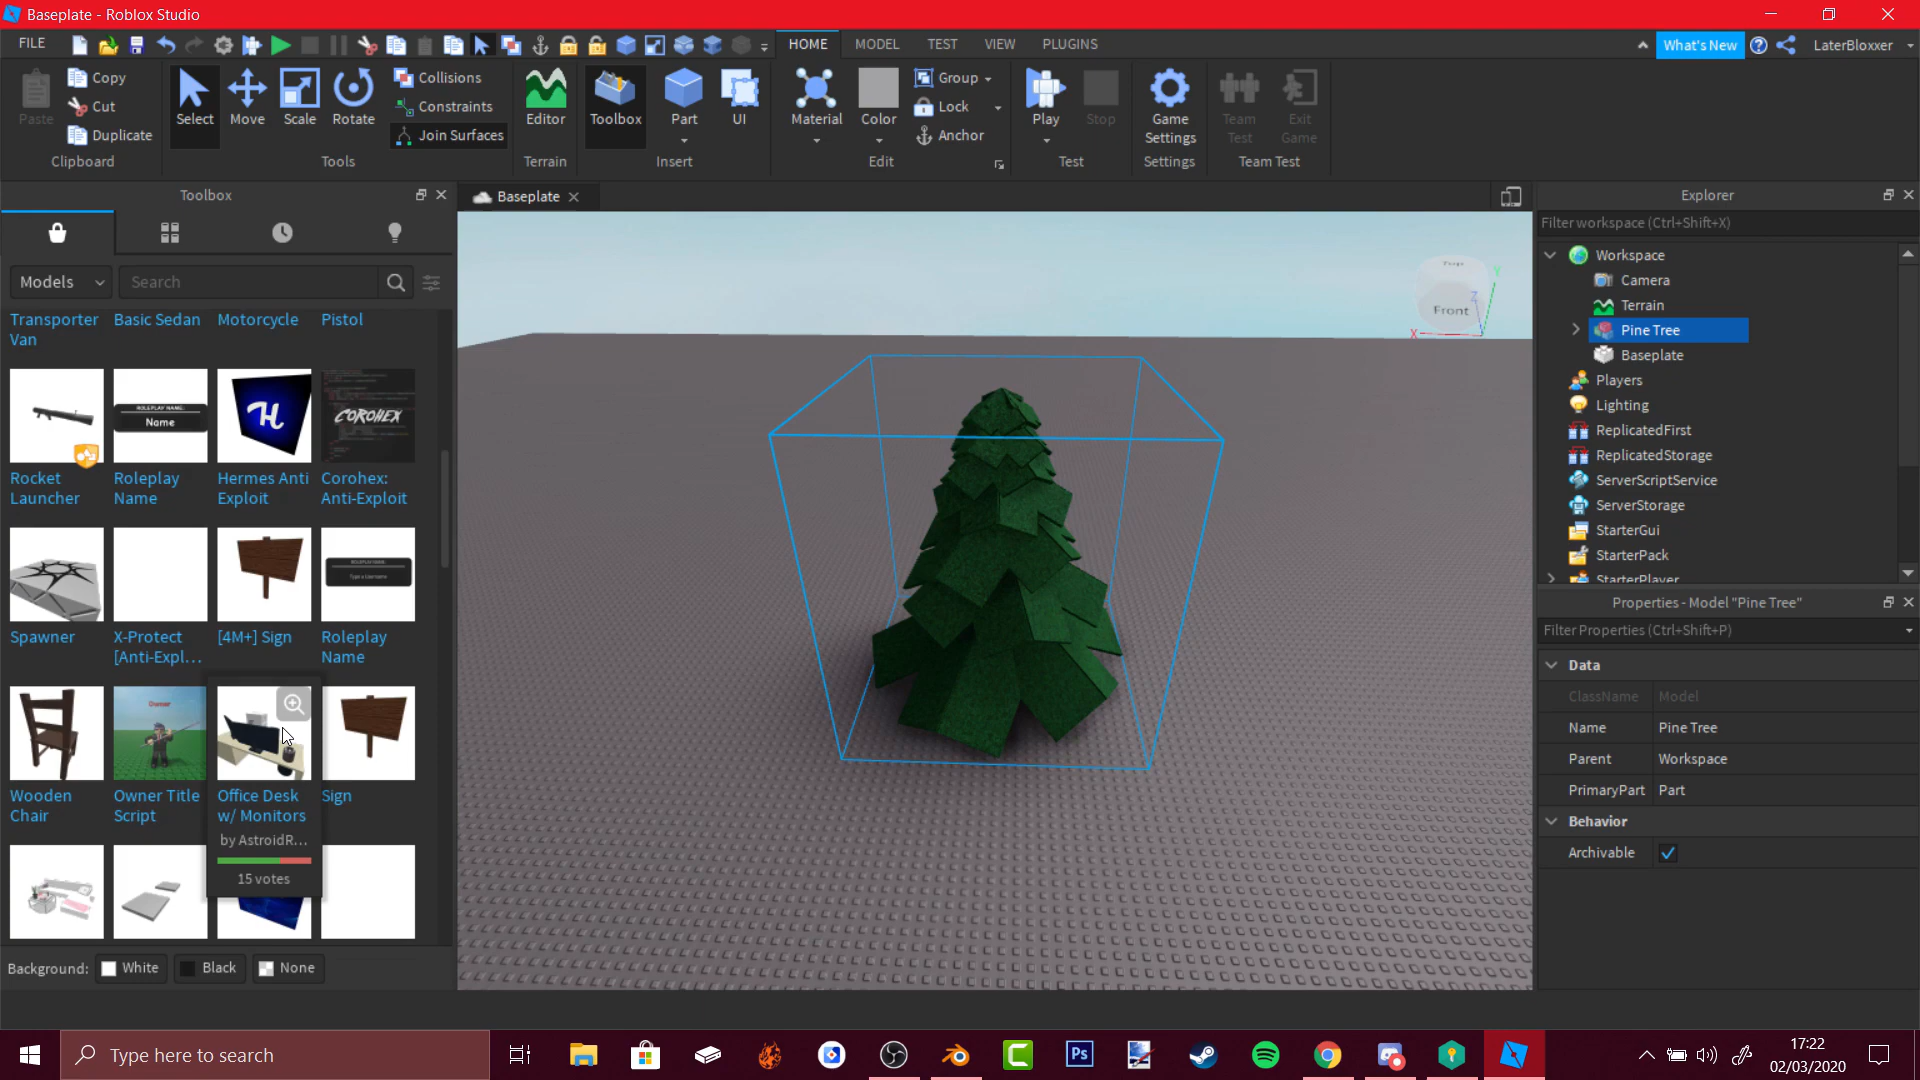 Baseplate - Roblox Studio
FILE
HOME
MODEL
TEST
VIEW
PLUGINS
What's New
LaterBloxxer
Paste
Copy
Cut
Duplicate
Clipboard
Select
Move
Scale
Rotate
Collisions
Constraints
Join Surfaces
Tools
Editor
Terrain
Toolbox
Part
UI
Insert
Material
Color
Group
Lock
Anchor
Edit
Play
Stop
Test
Game
Settings
Settings
Team
Test
Exit
Game
Team Test
Toolbox
Models
Search
Transporter
Van
Basic Sedan
Motorcycle
Pistol
ROLEPLAY NAME:
Name
H
COROHEX
Rocket
Launcher
Roleplay
Name
Hermes Anti
Exploit
Corohex:
Anti-Exploit
Spawner
X-Protect
[Anti-Expl...
[4M+] Sign
Roleplay
Name
Owner
Wooden
Chair
Owner Title
Script
Office Desk
w/ Monitors
by AstroidR...
15 votes
Sign
Background:
White
Black
None
Baseplate
Front
X
Y
Z
Explorer
Filter workspace (Ctrl+Shift+X)
Workspace
Camera
Terrain
Pine Tree
Baseplate
Players
Lighting
ReplicatedFirst
ReplicatedStorage
ServerScriptService
ServerStorage
StarterGui
StarterPack
StarterPlayer
Properties - Model "Pine Tree"
Filter Properties (Ctrl+Shift+P)
Data
ClassName Model
Name Pine Tree
Parent Workspace
PrimaryPart Part
Behavior
Archivable
Type here to search
Ps
17:22
02/03/2020